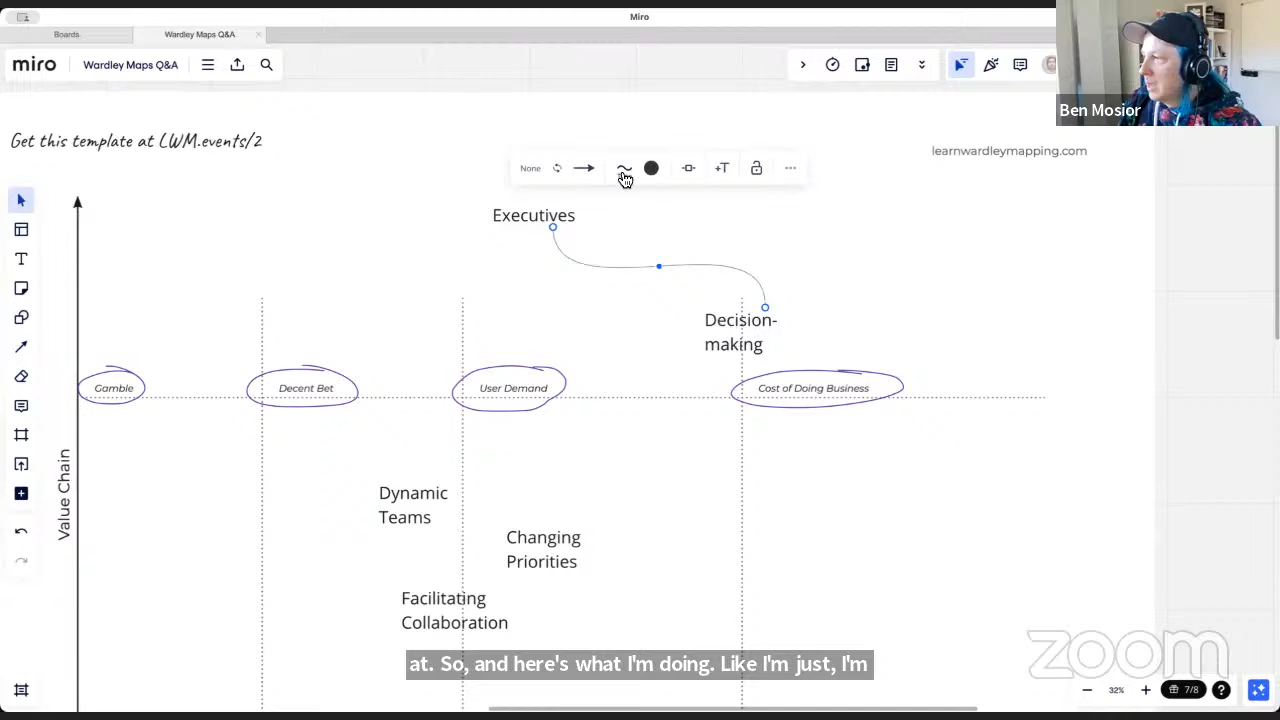 Miro
Boards
Wardley Maps Q&A
miro
Wardley Maps Q&A
Ben Mosior
Get this template at LWM.events/2
learnwardleymapping.com
None
+T
Executives
Decision-
making
Gamble
Decent Bet
User Demand
Cost of Doing Business
Value Chain
Dynamic
Teams
Changing
Priorities
Facilitating
Collaboration
at. So, and here's what I'm doing. Like I'm just, I'm
zoom
32%
7/8
?